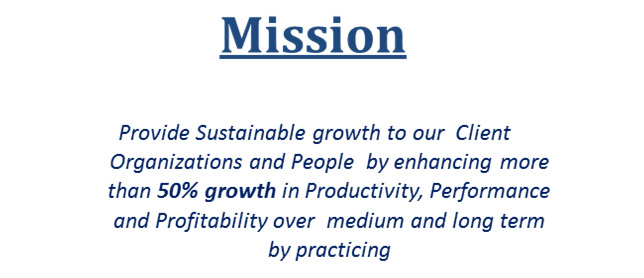 Mission
Provide Sustainable growth to our Client
Organizations and People by enhancing more
than 50% growth in Productivity, Performance
and Profitability over medium and long term
by practicing